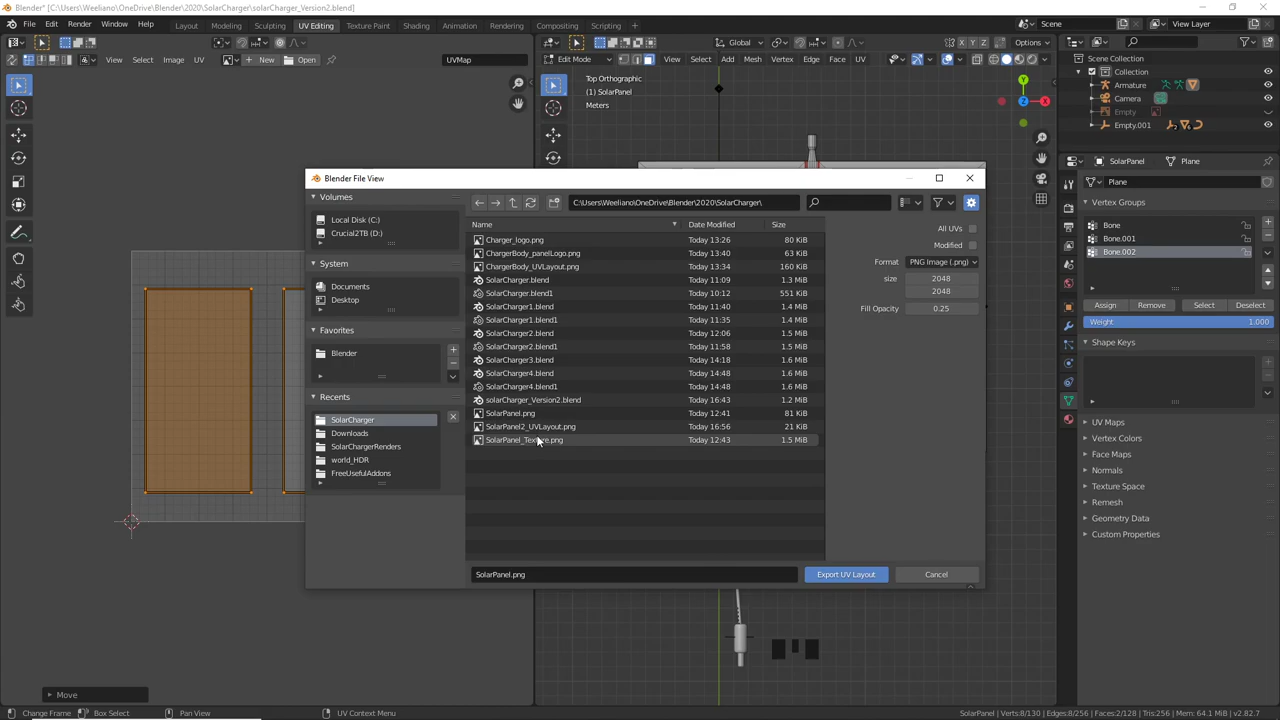 Blender* [C:\Users\Weeliano\OneDrive\Blender\2020\SolarCharger\solarCharger_Version2.blend]
File Edit Render Window Help Layout Modeling Sculpting UV Editing Texture Paint Shading Animation Rendering Compositing Scripting + Scene View Layer
Global Options
View Select Image UV + New Open UVMap Edit Mode View Select Add Mesh Vertex Edge Face UV
Top Orthographic
(1) SolarPanel
Meters
X Y Z
Y
Z
X
Scene Collection
Collection
Armature
Camera
Empty
Empty.001
SolarPanel Plane
Plane
Vertex Groups
Bone
Bone.001
Bone.002
Assign Remove Select Deselect
Weight 1.000
Shape Keys
UV Maps
Vertex Colors
Face Maps
Normals
Texture Space
Remesh
Geometry Data
Custom Properties
Blender File View
Volumes
Local Disk (C:)
Crucial2TB (D:)
System
Documents
Desktop
Favorites
Blender
Recents
SolarCharger
Downloads
SolarChargerRenders
world_HDR
FreeUsefulAddons
C:\Users\Weeliano\OneDrive\Blender\2020\SolarCharger\
Name Date Modified Size
Charger_logo.png Today 13:26 80 KiB
ChargerBody_panelLogo.png Today 13:40 63 KiB
ChargerBody_UVLayout.png Today 13:34 160 KiB
SolarCharger.blend Today 11:09 1.3 MiB
SolarCharger.blend1 Today 10:12 551 KiB
SolarCharger1.blend Today 11:40 1.4 MiB
SolarCharger1.blend1 Today 11:35 1.4 MiB
SolarCharger2.blend Today 12:06 1.5 MiB
SolarCharger2.blend1 Today 11:58 1.5 MiB
SolarCharger3.blend Today 14:18 1.6 MiB
SolarCharger4.blend Today 14:48 1.6 MiB
SolarCharger4.blend1 Today 14:48 1.6 MiB
solarCharger_Version2.blend Today 16:43 1.2 MiB
SolarPanel.png Today 12:41 81 KiB
SolarPanel2_UVLayout.png Today 16:56 21 KiB
SolarPanel_Texture.png Today 12:43 1.5 MiB
All UVs
Modified
Format PNG Image (.png)
size 2048
2048
Fill Opacity 0.25
SolarPanel.png Export UV Layout Cancel
Move
Change Frame Box Select Pan View UV Context Menu SolarPanel | Verts:8/130 | Edges:8/256 | Faces:2/128 | Tris:256 | Mem: 64.1 MiB | v2.82.7